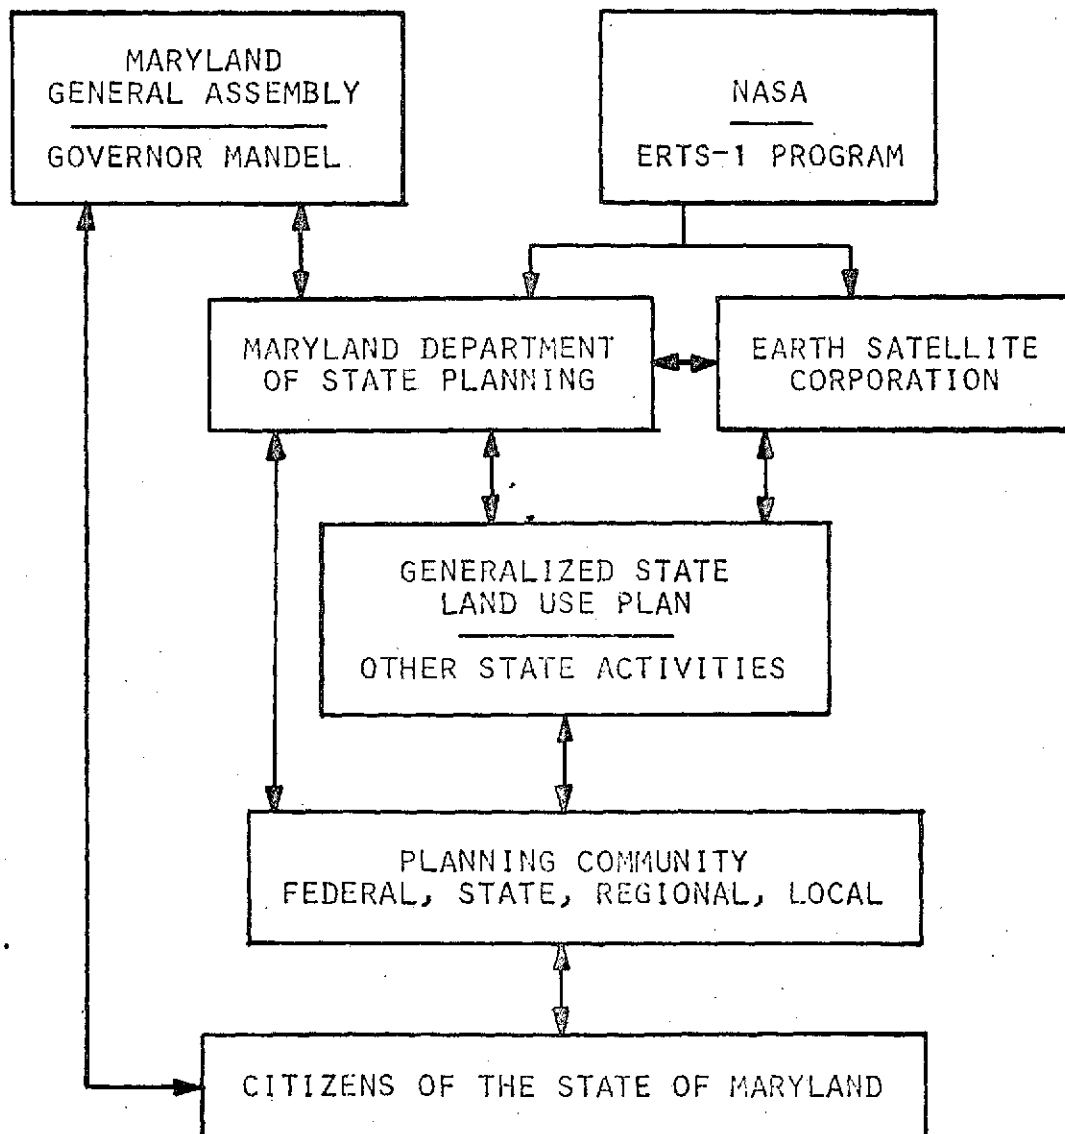 MARYLAND
GENERAL ASSEMBLY
GOVERNOR MANDEL
NASA
ERTS-1 PROGRAM
MARYLAND DEPARTMENT
OF STATE PLANNING
EARTH SATELLITE
CORPORATION
GENERALIZED STATE
LAND USE PLAN
OTHER STATE ACTIVITIES
PLANNING COMMUNITY
FEDERAL, STATE, REGIONAL, LOCAL
CITIZENS OF THE STATE OF MARYLAND